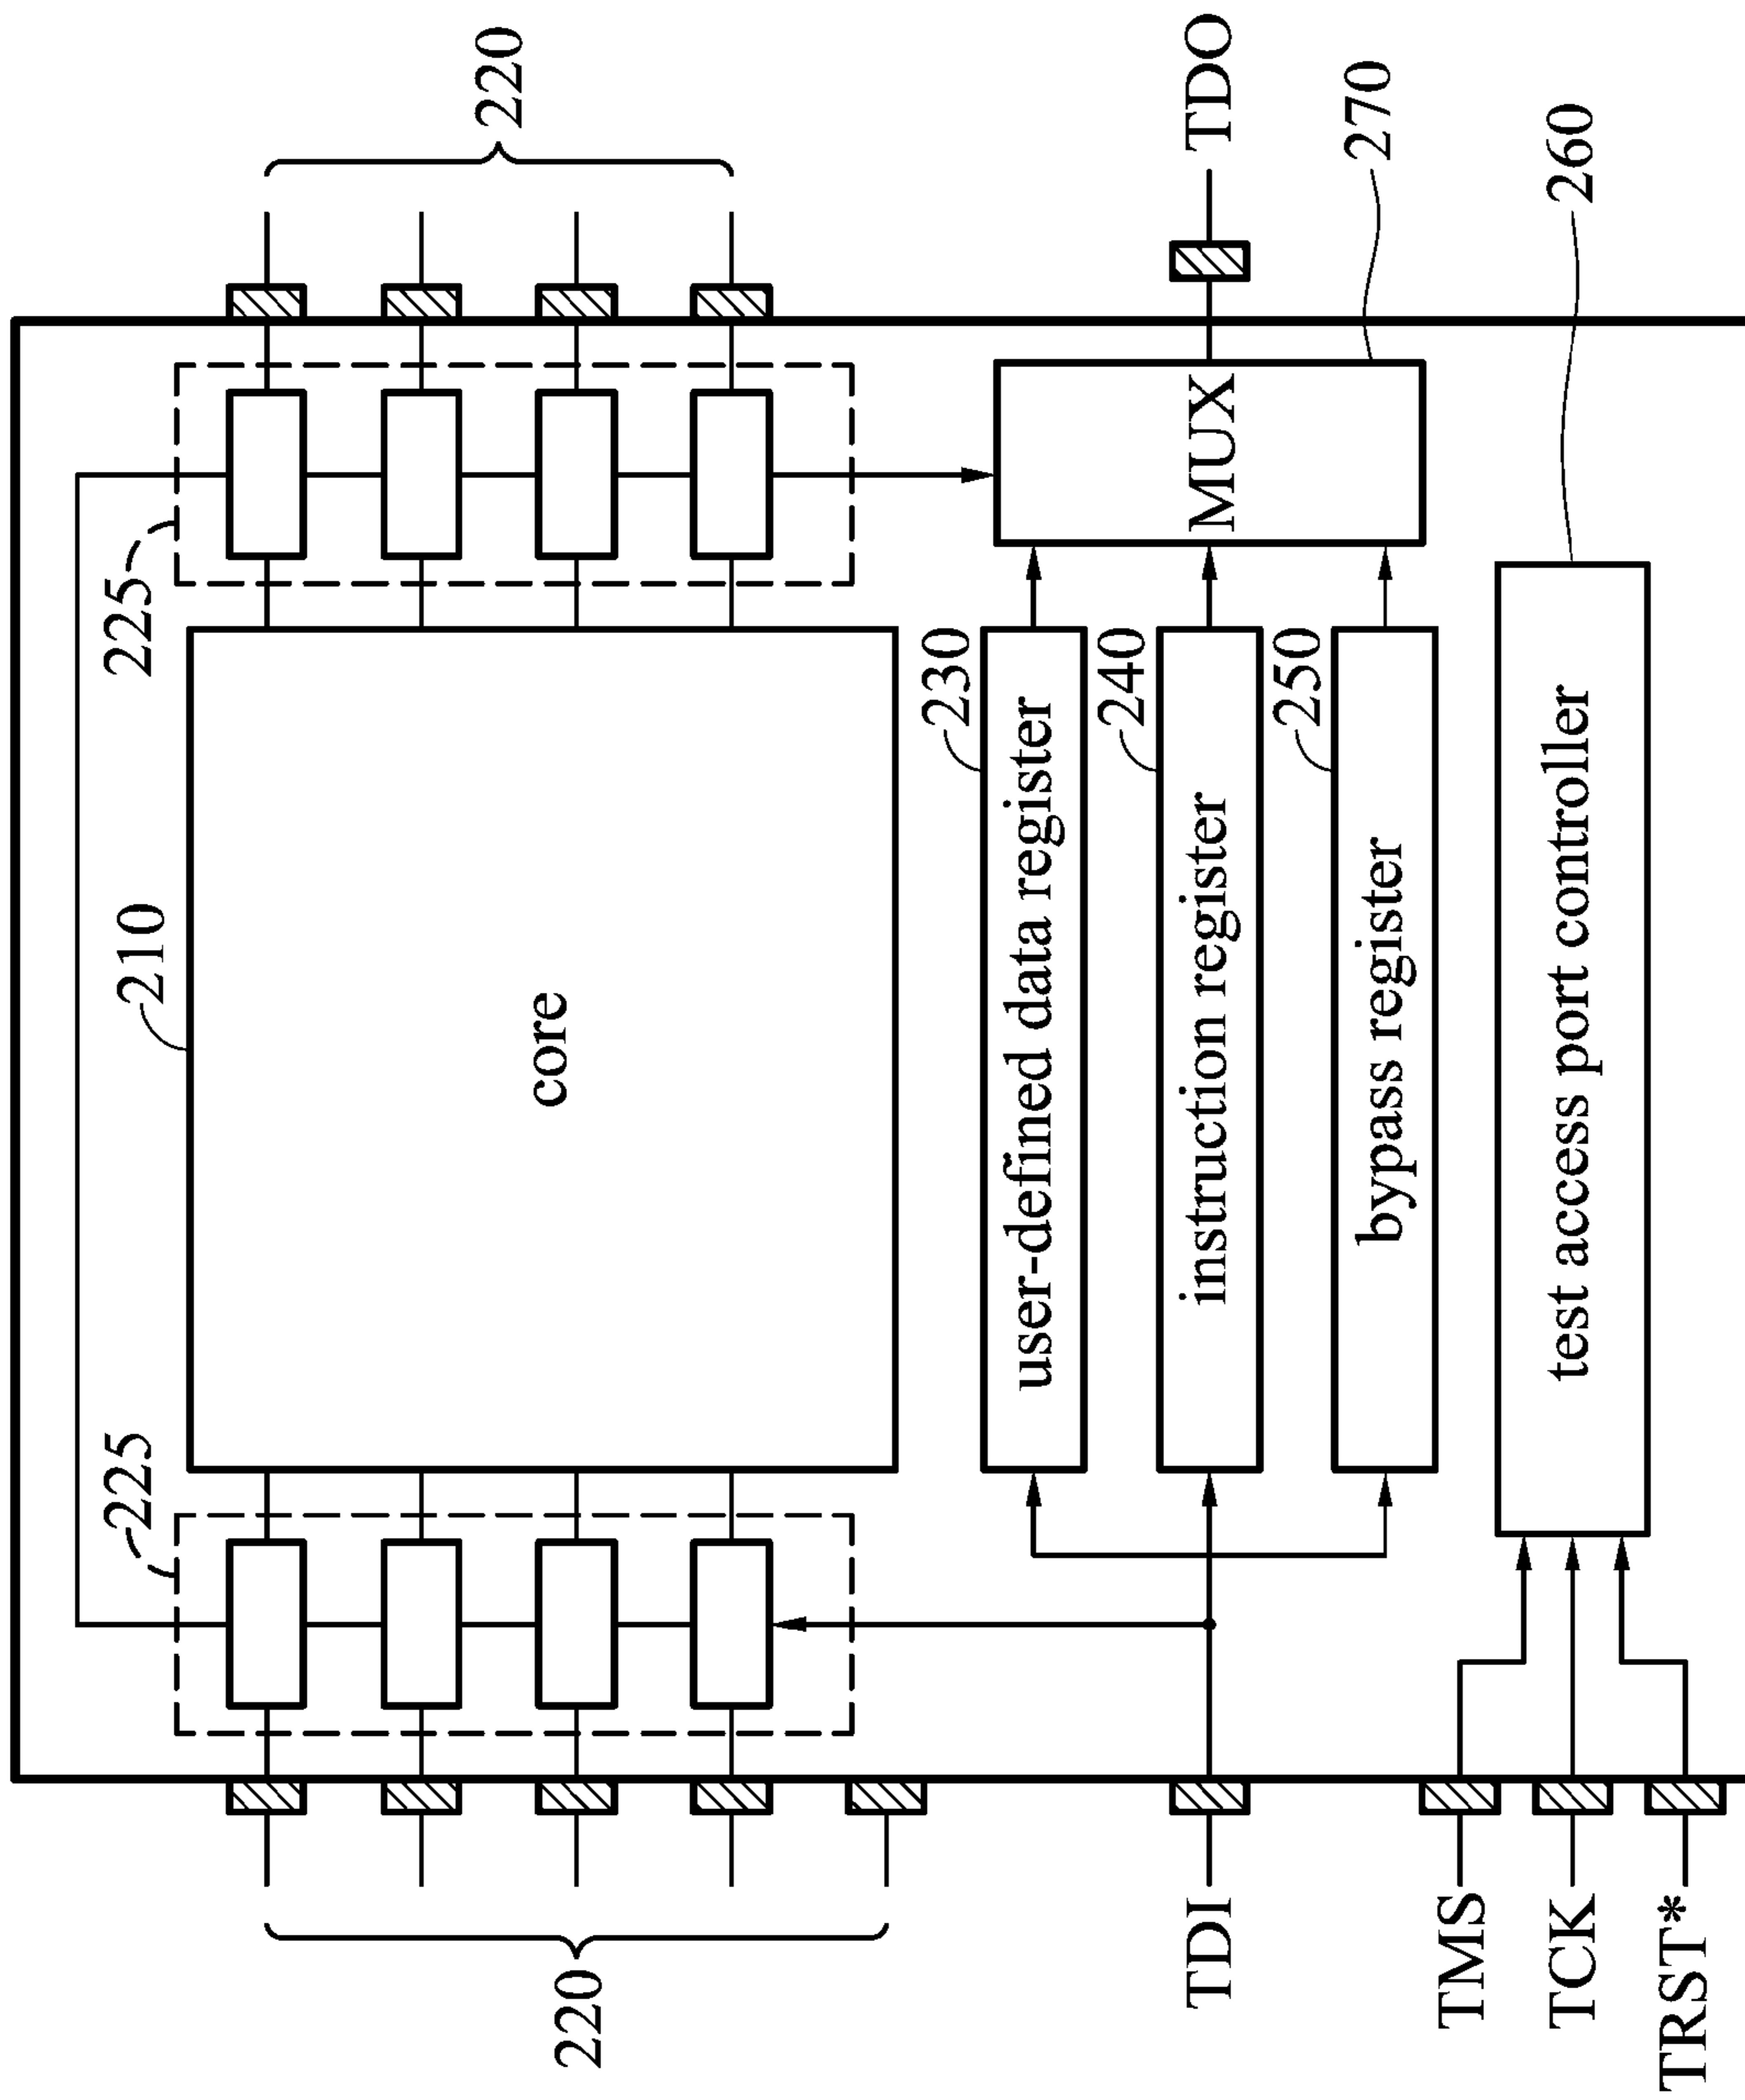 225
210
225
core
220
220
230
user-defined data register
240
instruction register
250
bypass register
MUX
TDI
TDO
270
test access port controller
260
TMS
TCK
TRST*